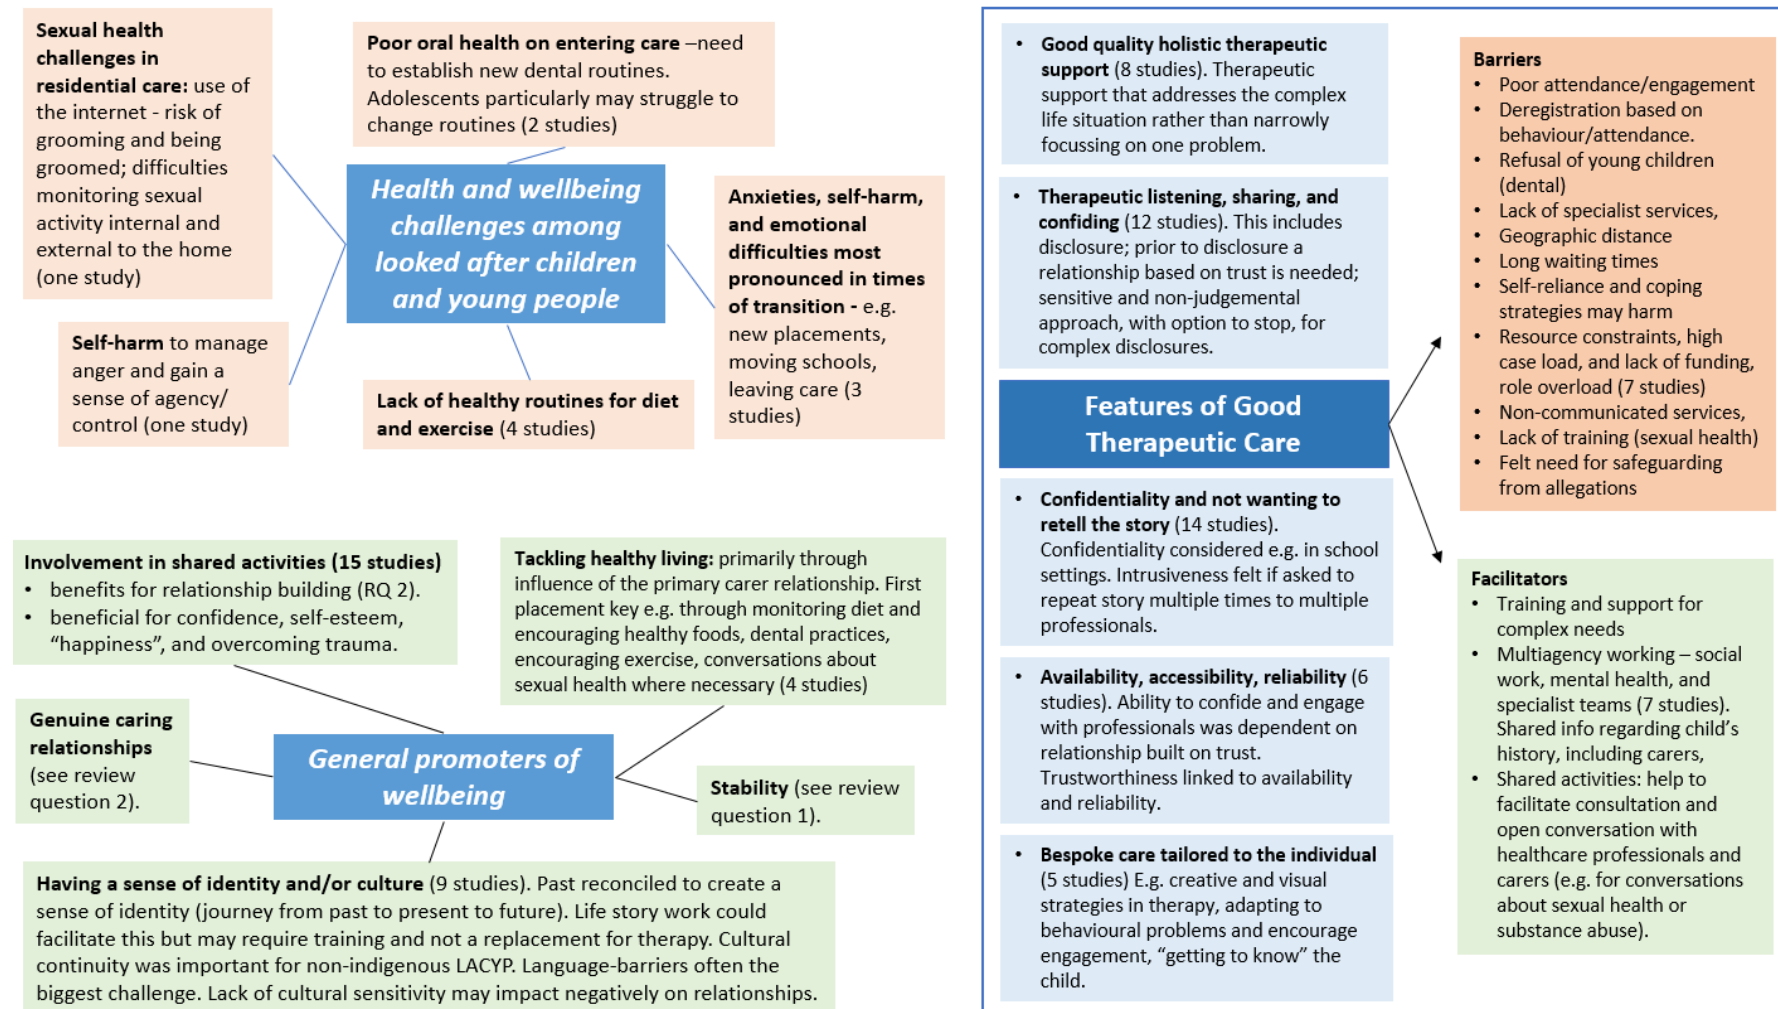 Sexual health
challenges in
residential care: use of
the internet - risk of
grooming and being
groomed; difficulties
monitoring sexual
activity internal and
external to the home
(one study)
Poor oral health on entering care –need
to establish new dental routines.
Adolescents particularly may struggle to
change routines (2 studies)
Health and wellbeing
challenges among
looked after children
and young people
Anxieties, self-harm,
and emotional
difficulties most
pronounced in times
of transition - e.g.
new placements,
moving schools,
leaving care (3
studies)
Self-harm to manage
anger and gain a
sense of agency/
control (one study)
Lack of healthy routines for diet
and exercise (4 studies)
Involvement in shared activities (15 studies)
• benefits for relationship building (RQ 2).
• beneficial for confidence, self-esteem,
“happiness”, and overcoming trauma.
Tackling healthy living: primarily through
influence of the primary carer relationship. First
placement key e.g. through monitoring diet and
encouraging healthy foods, dental practices,
encouraging exercise, conversations about
sexual health where necessary (4 studies)
Genuine caring
relationships
(see review
question 2).
General promoters of
wellbeing
Stability (see review
question 1).
Having a sense of identity and/or culture (9 studies). Past reconciled to create a
sense of identity (journey from past to present to future). Life story work could
facilitate this but may require training and not a replacement for therapy. Cultural
continuity was important for non-indigenous LACYP. Language-barriers often the
biggest challenge. Lack of cultural sensitivity may impact negatively on relationships.
• Good quality holistic therapeutic
support (8 studies). Therapeutic
support that addresses the complex
life situation rather than narrowly
focussing on one problem.
• Therapeutic listening, sharing, and
confiding (12 studies). This includes
disclosure; prior to disclosure a
relationship based on trust is needed;
sensitive and non-judgemental
approach, with option to stop, for
complex disclosures.
Features of Good
Therapeutic Care
• Confidentiality and not wanting to
retell the story (14 studies).
Confidentiality considered e.g. in school
settings. Intrusiveness felt if asked to
repeat story multiple times to multiple
professionals.
• Availability, accessibility, reliability (6
studies). Ability to confide and engage
with professionals was dependent on
relationship built on trust.
Trustworthiness linked to availability
and reliability.
• Bespoke care tailored to the individual
(5 studies) E.g. creative and visual
strategies in therapy, adapting to
behavioural problems and encourage
engagement, “getting to know” the
child.
Barriers
• Poor attendance/engagement
• Deregistration based on
behaviour/attendance.
• Refusal of young children
(dental)
• Lack of specialist services,
• Geographic distance
• Long waiting times
• Self-reliance and coping
strategies may harm
• Resource constraints, high
case load, and lack of funding,
role overload (7 studies)
• Non-communicated services,
• Lack of training (sexual health)
• Felt need for safeguarding
from allegations
Facilitators
• Training and support for
complex needs
• Multiagency working – social
work, mental health, and
specialist teams (7 studies).
Shared info regarding child’s
history, including carers,
• Shared activities: help to
facilitate consultation and
open conversation with
healthcare professionals and
carers (e.g. for conversations
about sexual health or
substance abuse).